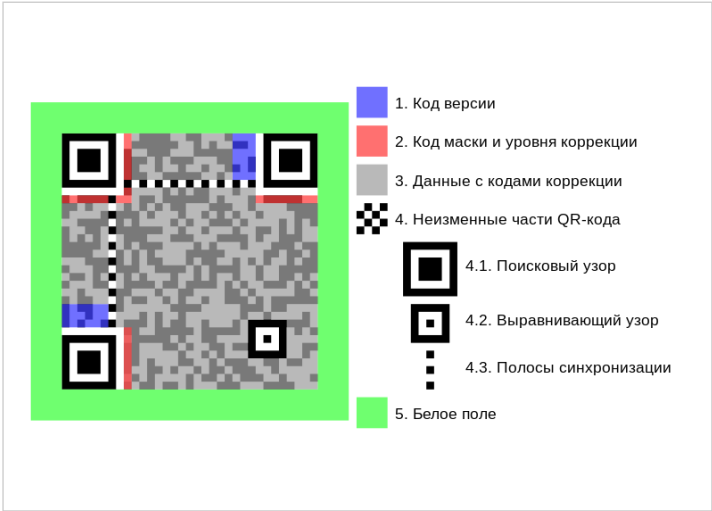 1. Код версии
2. Код маски и уровня коррекции
3. Данные с кодами коррекции
4. Неизменные части QR-кода
4.1. Поисковый узор
4.2. Выравнивающий узор
4.3. Полосы синхронизации
5. Белое поле